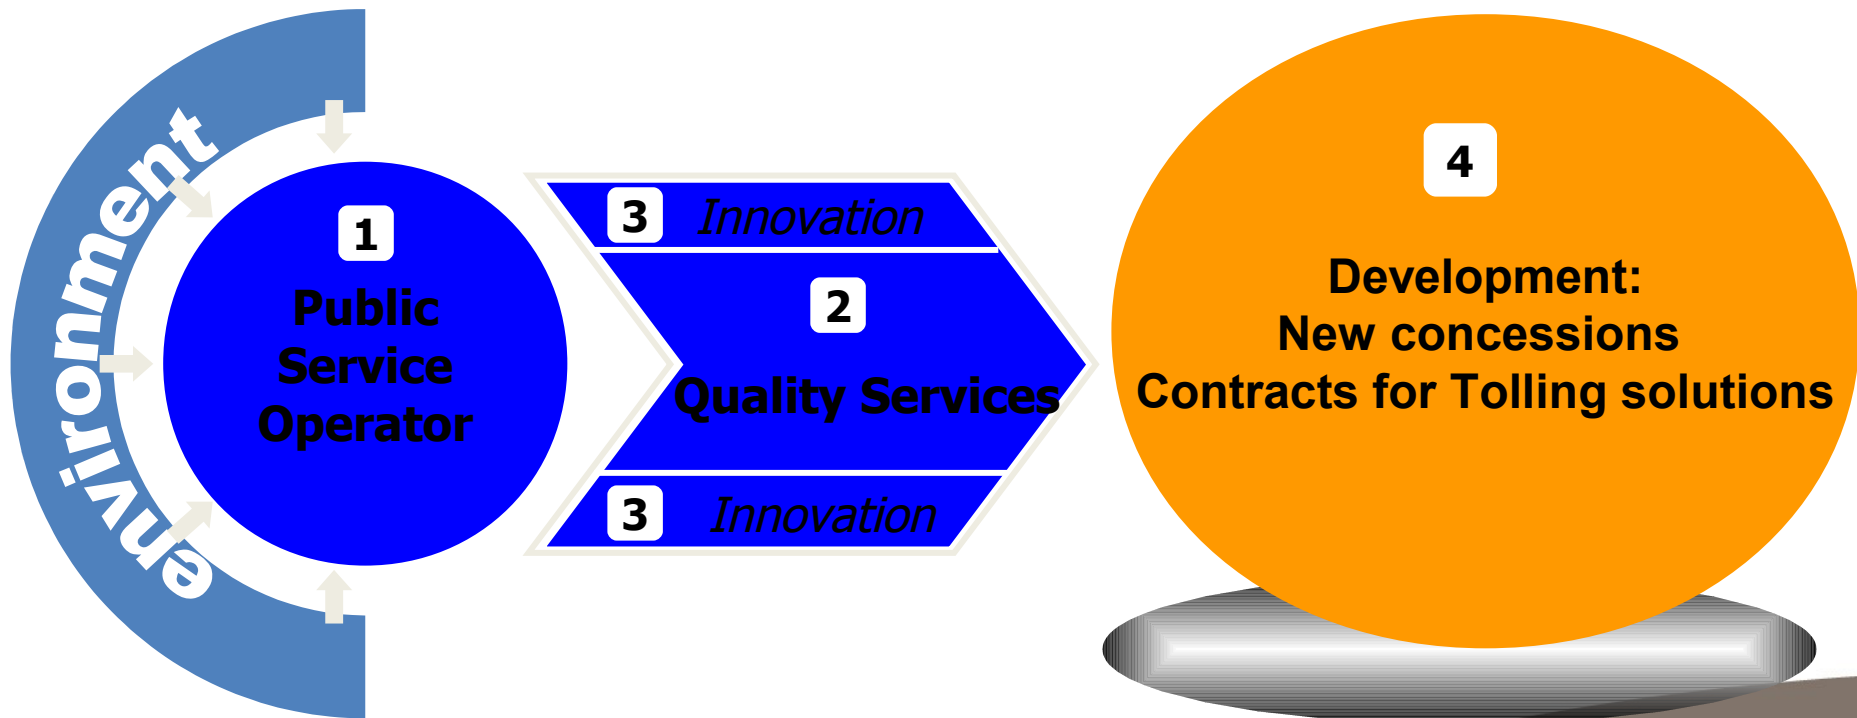 environment
1
Public
Service
Operator
3 Innovation
2
Quality Services
3 Innovation
4
Development:
New concessions
Contracts for Tolling solutions